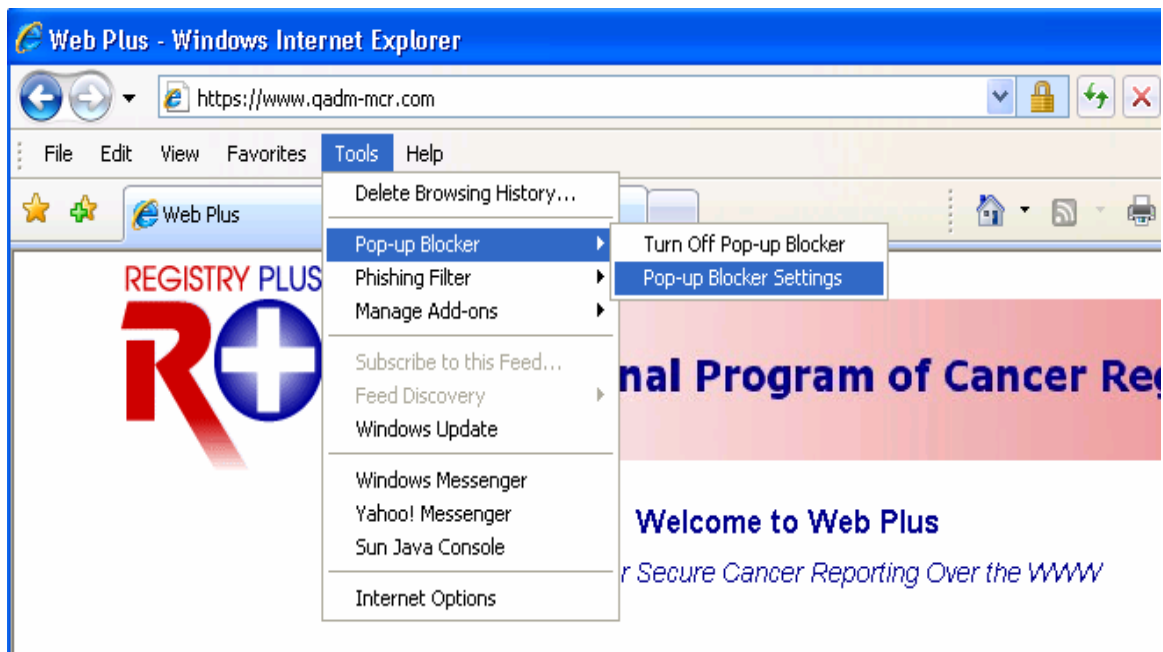 Web Plus - Windows Internet Explorer
https://www.qadm-mcr.com
File Edit View Favorites Tools Help
Web Plus
Delete Browsing History...
Pop-up Blocker
Turn Off Pop-up Blocker
Pop-up Blocker Settings
Phishing Filter
Manage Add-ons
Subscribe to this Feed...
Feed Discovery
Windows Update
Windows Messenger
Yahoo! Messenger
Sun Java Console
Internet Options
REGISTRY PLUS
R
nal Program of Cancer Reg
Welcome to Web Plus
r Secure Cancer Reporting Over the WWW